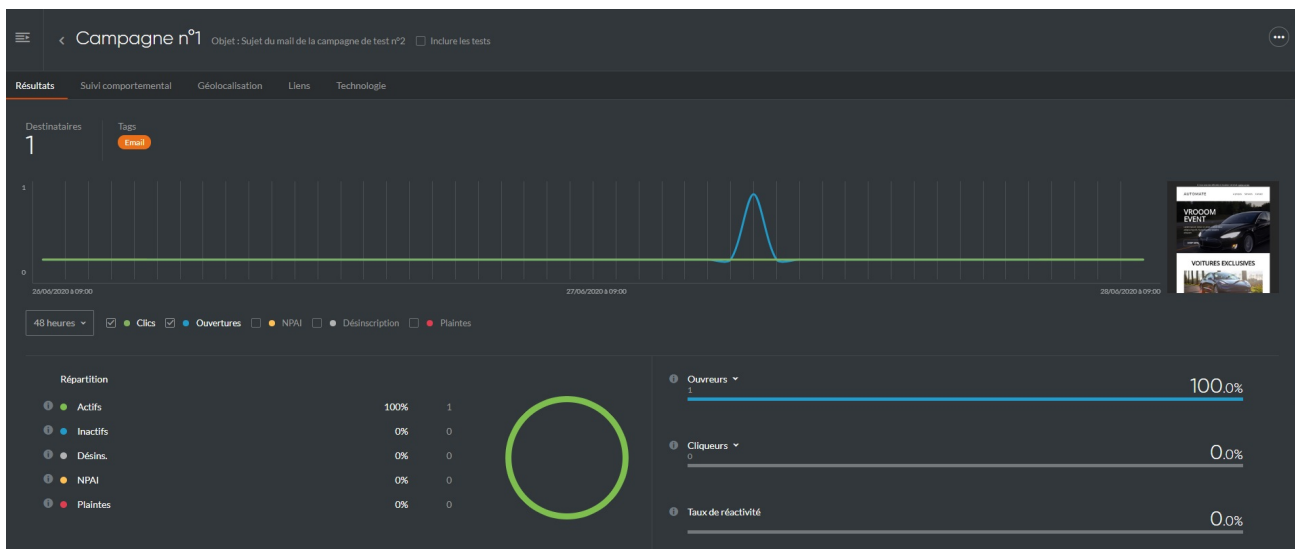 Campagne n°1 Objet : Sujet du mail de la campagne de test n°2 Inclure les tests
Résultats Suivi comportemental Géolocalisation Liens Technologie
Destinataires Tags
1 Email
1
0
26/06/2020 à 09:00 27/06/2020 à 09:00 28/06/2020 à 09:00
VROOOM
EVENT
VOITURES EXCLUSIVES
48 heures Clics Ouvertures NPAI Désinscription Plaintes
Répartition
Actifs 100% 1
Inactifs 0% 0
Désins. 0% 0
NPAI 0% 0
Plaintes 0% 0
Ouvreurs 100.0%
1
Cliqueurs 0.0%
0
Taux de réactivité 0.0%